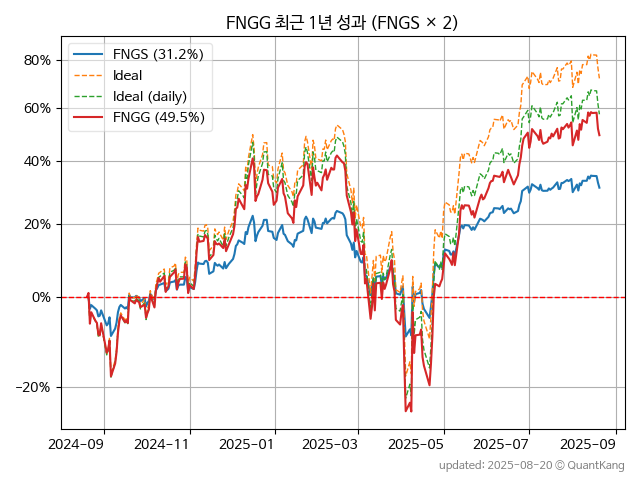 FNGG 최근 1년 성과 (FNGS × 2)
FNGS (31.2%)
Ideal
Ideal (daily)
FNGG (49.5%)
80%
60%
40%
20%
0%
−20%
2024−09
2024−11
2025−01
2025−03
2025−05
2025−07
2025−09
updated: 2025-08-20 © QuantKang